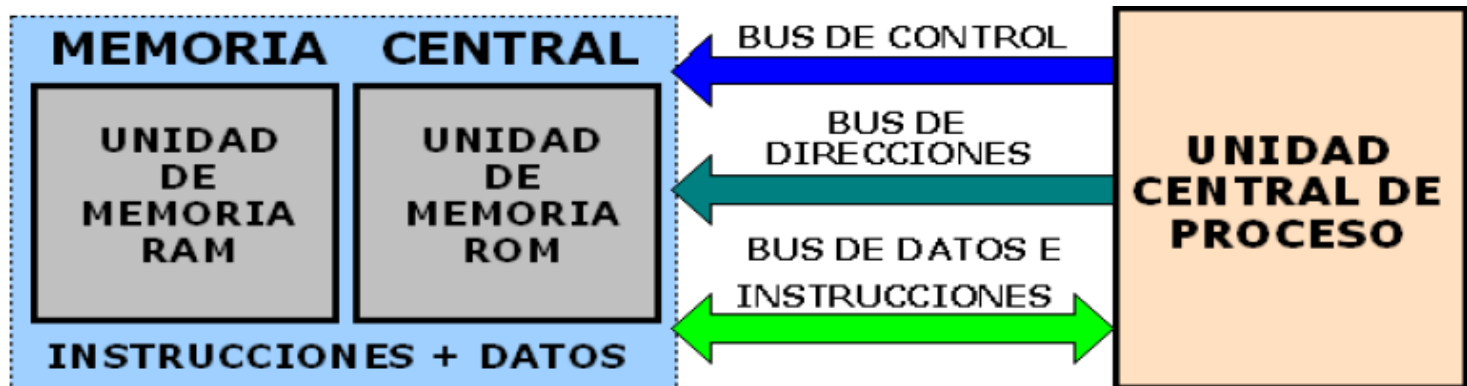 MEMORIA CENTRAL
UNIDAD
DE
MEMORIA
RAM
UNIDAD
DE
MEMORIA
ROM
INSTRUCCIONES + DATOS
BUS DE CONTROL
BUS DE
DIRECCIONES
BUS DE DATOS E
INSTRUCCIONES
UNIDAD
CENTRAL DE
PROCESO